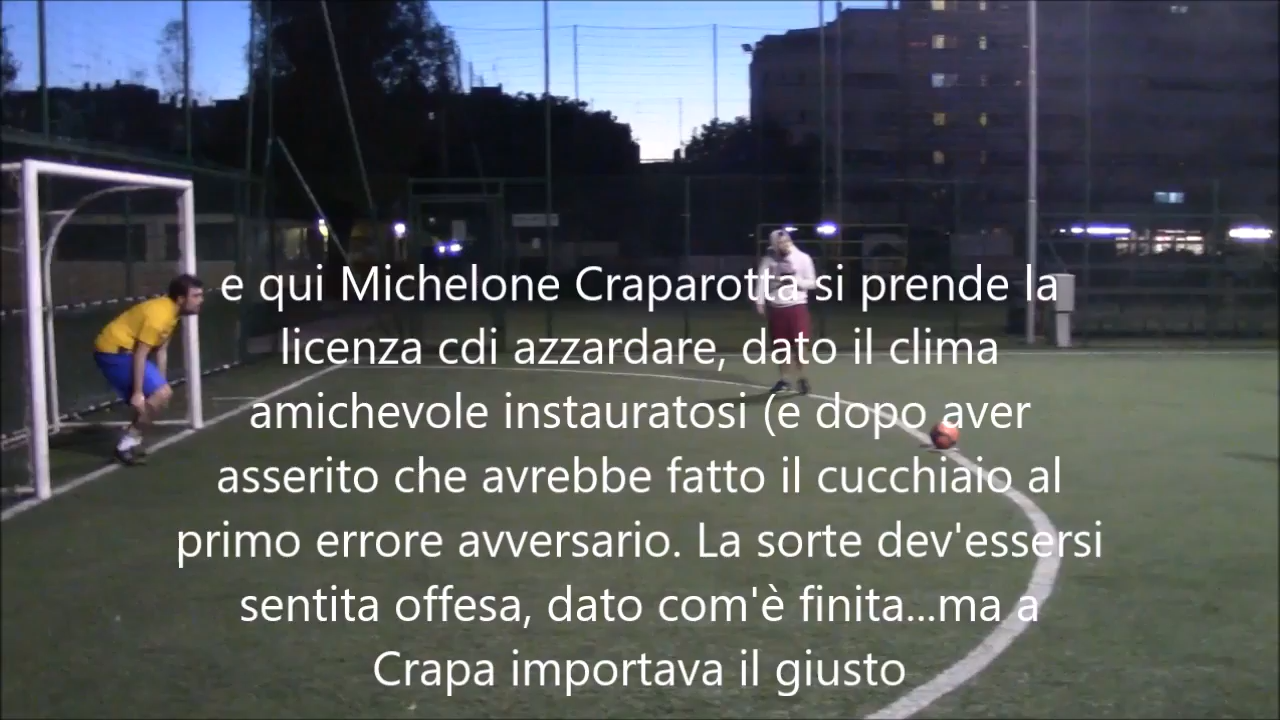 e qui Michelone Craparotta si prende la
licenza cdi azzardare, dato il clima
amichevole instauratosi (e dopo aver
asserito che avrebbe fatto il cucchiaio al
primo errore avversario. La sorte dev'essersi
sentita offesa, dato com'è finita...ma a
Crapa importava il giusto